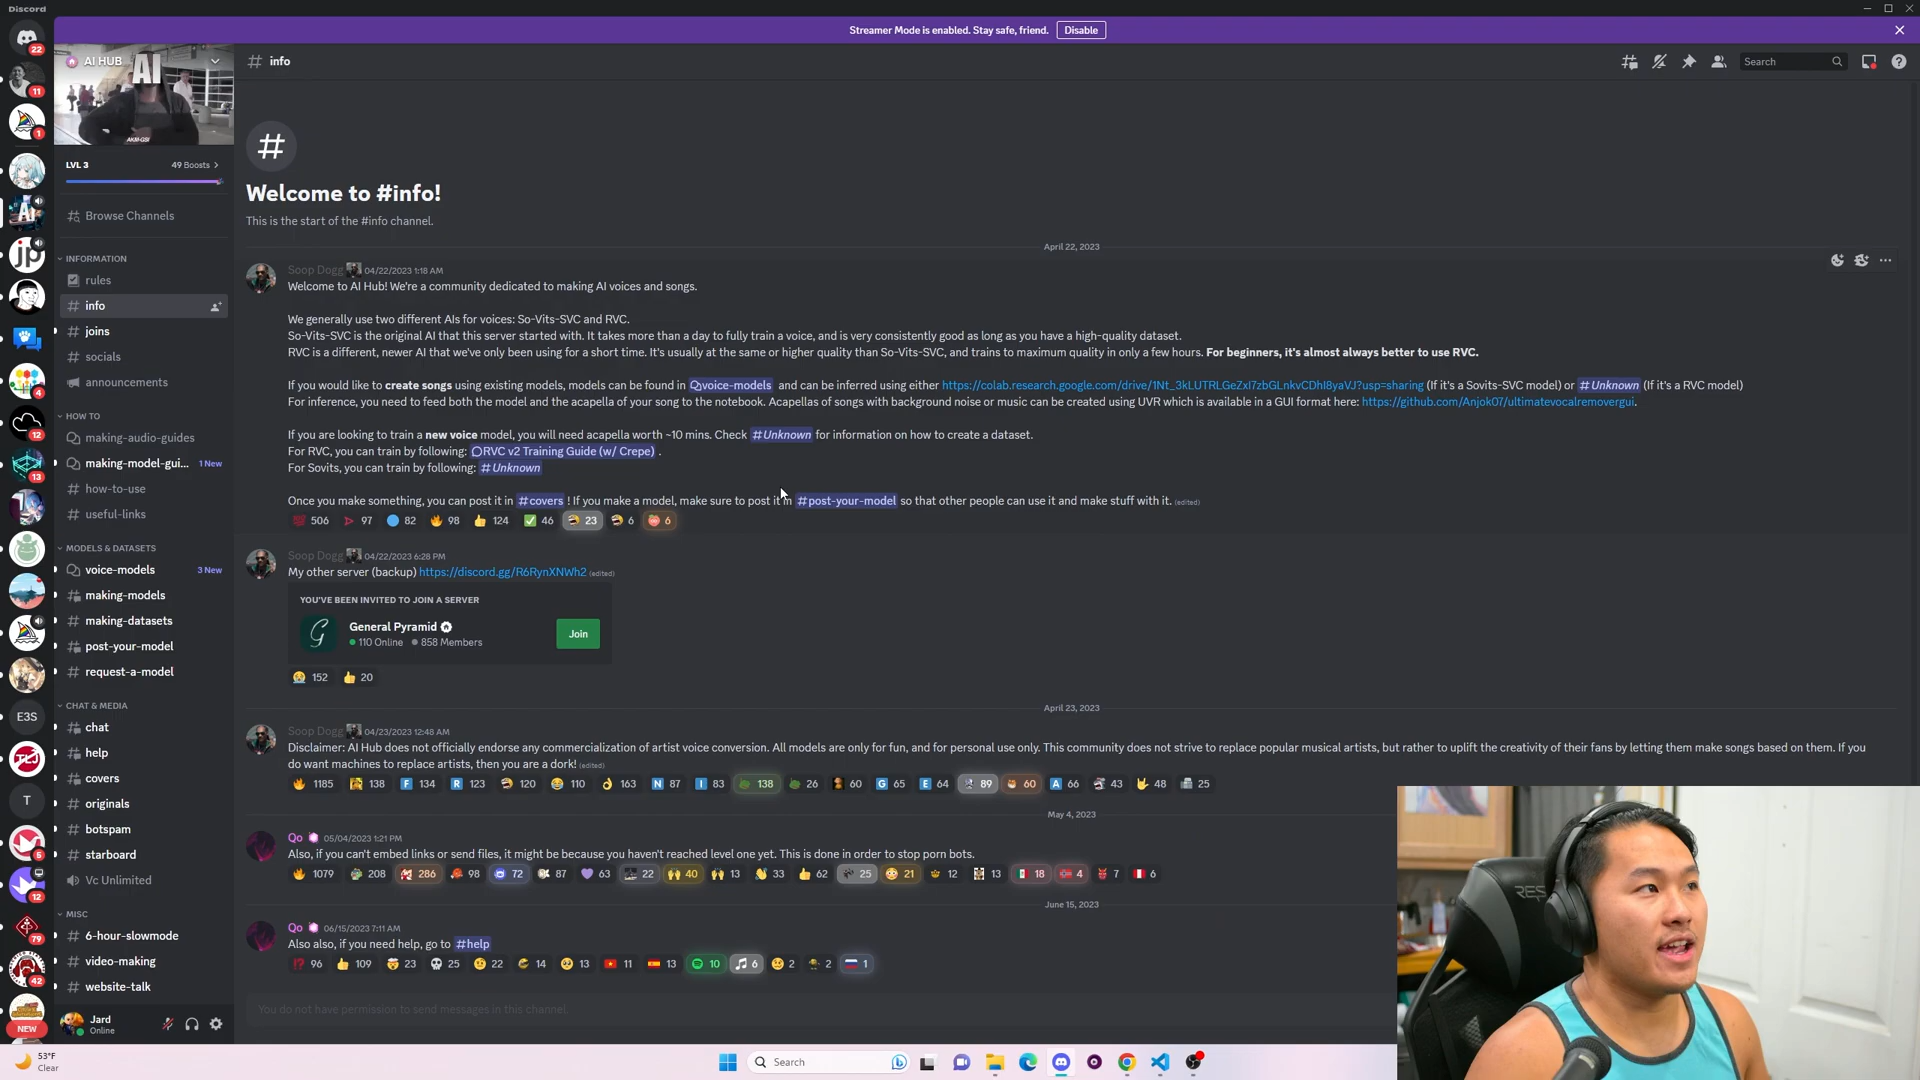 Discord
Streamer Mode is enabled. Stay safe, friend.
Disable
22
11
1
4
12
13
E3S
T
5
12
79
42
NEW
AI HUB
AI
LVL 3
49 Boosts
Browse Channels
INFORMATION
rules
info
joins
socials
announcements
HOW TO
making-audio-guides
making-model-gui...
1 New
how-to-use
useful-links
MODELS & DATASETS
voice-models
3 New
making-models
making-datasets
post-your-model
request-a-model
CHAT & MEDIA
chat
help
covers
originals
botspam
starboard
Vc Unlimited
MISC
6-hour-slowmode
video-making
website-talk
Jard
Online
# info
Search
#
Welcome to #info!
This is the start of the #info channel.
April 22, 2023
Soop Dogg 04/22/2023 1:18 AM
Welcome to AI Hub! We're a community dedicated to making AI voices and songs.
We generally use two different AIs for voices: So-Vits-SVC and RVC.
So-Vits-SVC is the original AI that this server started with. It takes more than a day to fully train a voice, and is very consistently good as long as you have a high-quality dataset.
RVC is a different, newer AI that we've only been using for a short time. It's usually at the same or higher quality than So-Vits-SVC, and trains to maximum quality in only a few hours. For beginners, it's almost always better to use RVC.
If you would like to create songs using existing models, models can be found in voice-models and can be inferred using either https://colab.research.google.com/drive/1Nt_3kLUTRLGeZxI7zbGLnkvCDhI8yaVJ?usp=sharing (If it's a Sovits-SVC model) or #Unknown (If it's a RVC model)
For inference, you need to feed both the model and the acapella of your song to the notebook. Acapellas of songs with background noise or music can be created using UVR which is available in a GUI format here: https://github.com/Anjok07/ultimatevocalremovergui.
If you are looking to train a new voice model, you will need acapella worth ~10 mins. Check #Unknown for information on how to create a dataset.
For RVC, you can train by following: RVC v2 Training Guide (w/ Crepe) .
For Sovits, you can train by following: #Unknown
Once you make something, you can post it in #covers ! If you make a model, make sure to post it in #post-your-model so that other people can use it and make stuff with it. (edited)
506 97 82 98 124 46 23 6 6
Soop Dogg 04/22/2023 6:28 PM
My other server (backup) https://discord.gg/R6RynXNWh2 (edited)
YOU'VE BEEN INVITED TO JOIN A SERVER
General Pyramid
110 Online 858 Members
Join
152 20
April 23, 2023
Soop Dogg 04/23/2023 12:48 AM
Disclaimer: AI Hub does not officially endorse any commercialization of artist voice conversion. All models are only for fun, and for personal use only. This community does not strive to replace popular musical artists, but rather to uplift the creativity of their fans by letting them make songs based on them. If you
do want machines to replace artists, then you are a dork! (edited)
1185 138 F 134 R 123 120 110 163 N 87 I 83 138 26 60 G 65 E 64 89 60 A 66 43 48 25
May 4, 2023
Qo 05/04/2023 1:21 PM
Also, if you can't embed links or send files, it might be because you haven't reached level one yet. This is done in order to stop porn bots.
1079 208 286 98 72 87 63 22 40 13 33 62 25 21 12 13 18 4 7 6
June 15, 2023
Qo 06/15/2023 7:11 AM
Also also, if you need help, go to #help
96 109 23 25 22 14 13 11 13 10 6 2 2 1
You do not have permission to send messages in this channel.
53°F
Clear
Search